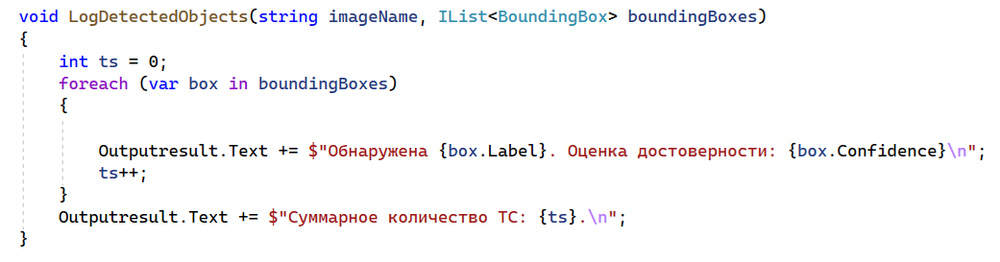 void LogDetectedObjects(string imageName, IList<BoundingBox> boundingBoxes)
{
    int ts = 0;
    foreach (var box in boundingBoxes)
    {

        Outputresult.Text += $"Обнаружена {box.Label}. Оценка достоверности: {box.Confidence}\n";
        ts++;
    }
    Outputresult.Text += $"Суммарное количество ТС: {ts}.\n";
}